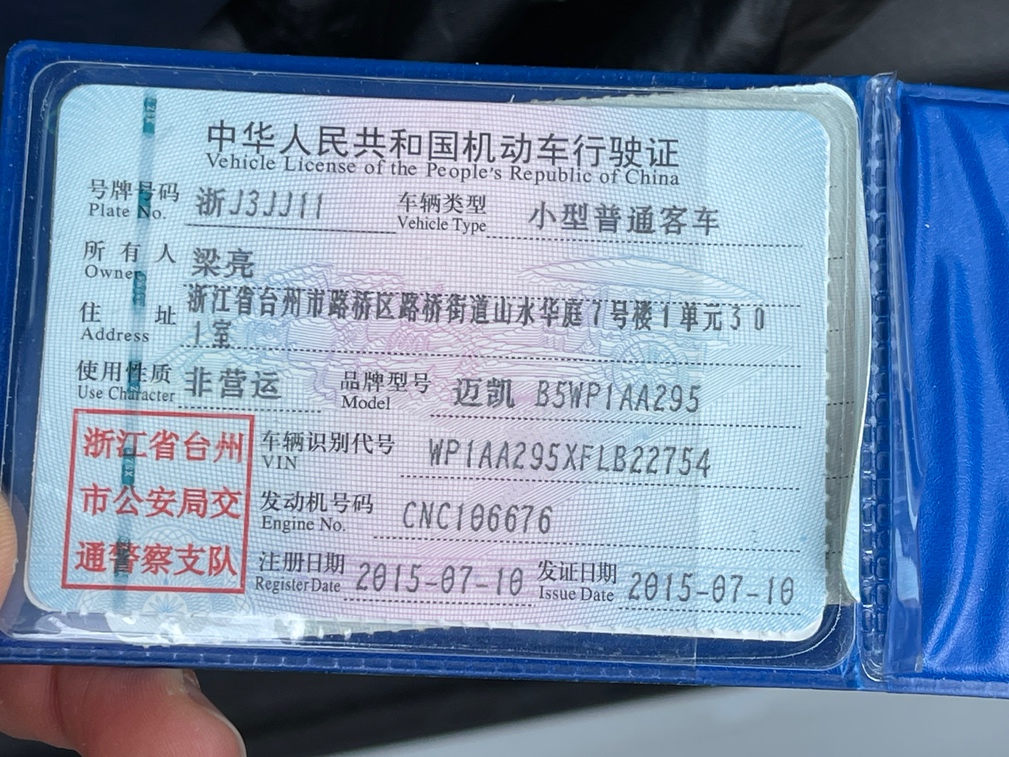 中华人民共和国机动车行驶证
Vehicle License of the People's Republic of China
号牌号码 浙J3JJ11 车辆类型 小型普通客车
Plate No. Vehicle Type
所有人 梁亮
Owner
住址 浙江省台州市路桥区路桥街道山水华庭7号楼1单元30
Address 1室
使用性质 非营运 品牌型号 迈凯 B5WP1AA295
Use Character Model
浙江省台州
市公安局交
通警察支队
车辆识别代号 WP1AA295XFLB22754
VIN
发动机号码 CNC106676
Engine No.
注册日期 2015-07-10 发证日期 2015-07-10
Register Date Issue Date